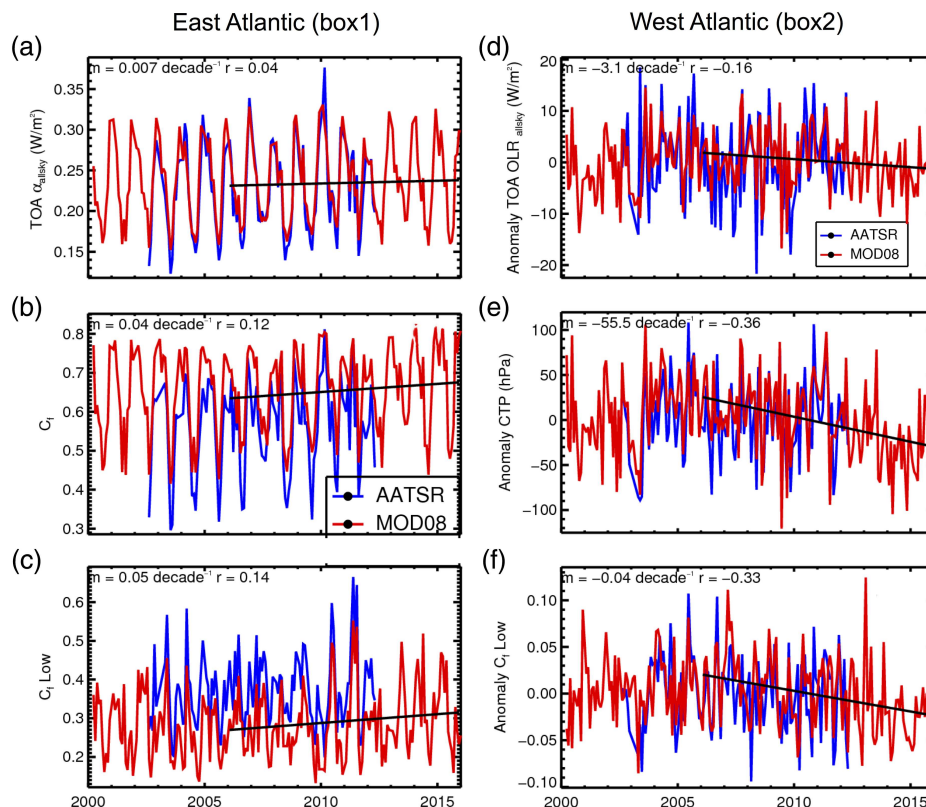 East Atlantic (box1)
West Atlantic (box2)
(a)
m = 0.007 decade⁻¹ r = 0.04
TOA α allsky (W/m²)
0.35
0.30
0.25
0.20
0.15
(d)
m = −3.1 decade⁻¹ r = −0.16
Anomaly TOA OLR allsky (W/m²)
20
10
0
−10
−20
AATSR
MOD08
(b)
m = 0.04 decade⁻¹ r = 0.12
Cf
0.8
0.7
0.6
0.5
0.4
0.3
AATSR
MOD08
(e)
m = −55.5 decade⁻¹ r = −0.36
Anomaly CTP (hPa)
100
50
0
−50
−100
(c)
m = 0.05 decade⁻¹ r = 0.14
Cf Low
0.6
0.5
0.4
0.3
0.2
2000
2005
2010
2015
(f)
m = −0.04 decade⁻¹ r = −0.33
Anomaly Cf Low
0.10
0.05
0.00
−0.05
−0.10
2000
2005
2010
2015